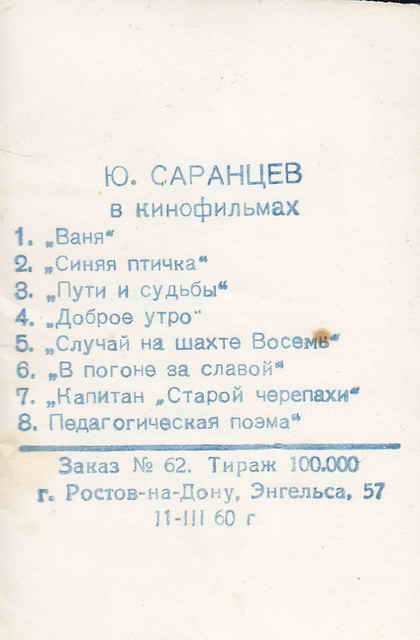 Ю. САРАНЦЕВ
в кинофильмах
1. „Ваня“
2. „Синяя птичка“
3. „Пути и судьбы“
4. „Доброе утро“
5. „Случай на шахте Восемь“
6. „В погоне за славой“
7. „Капитан „Старой черепахи“
8. Педагогическая поэма“
Заказ № 62. Тираж 100.000
г. Ростов-на-Дону, Энгельса, 57
11-III 60 г